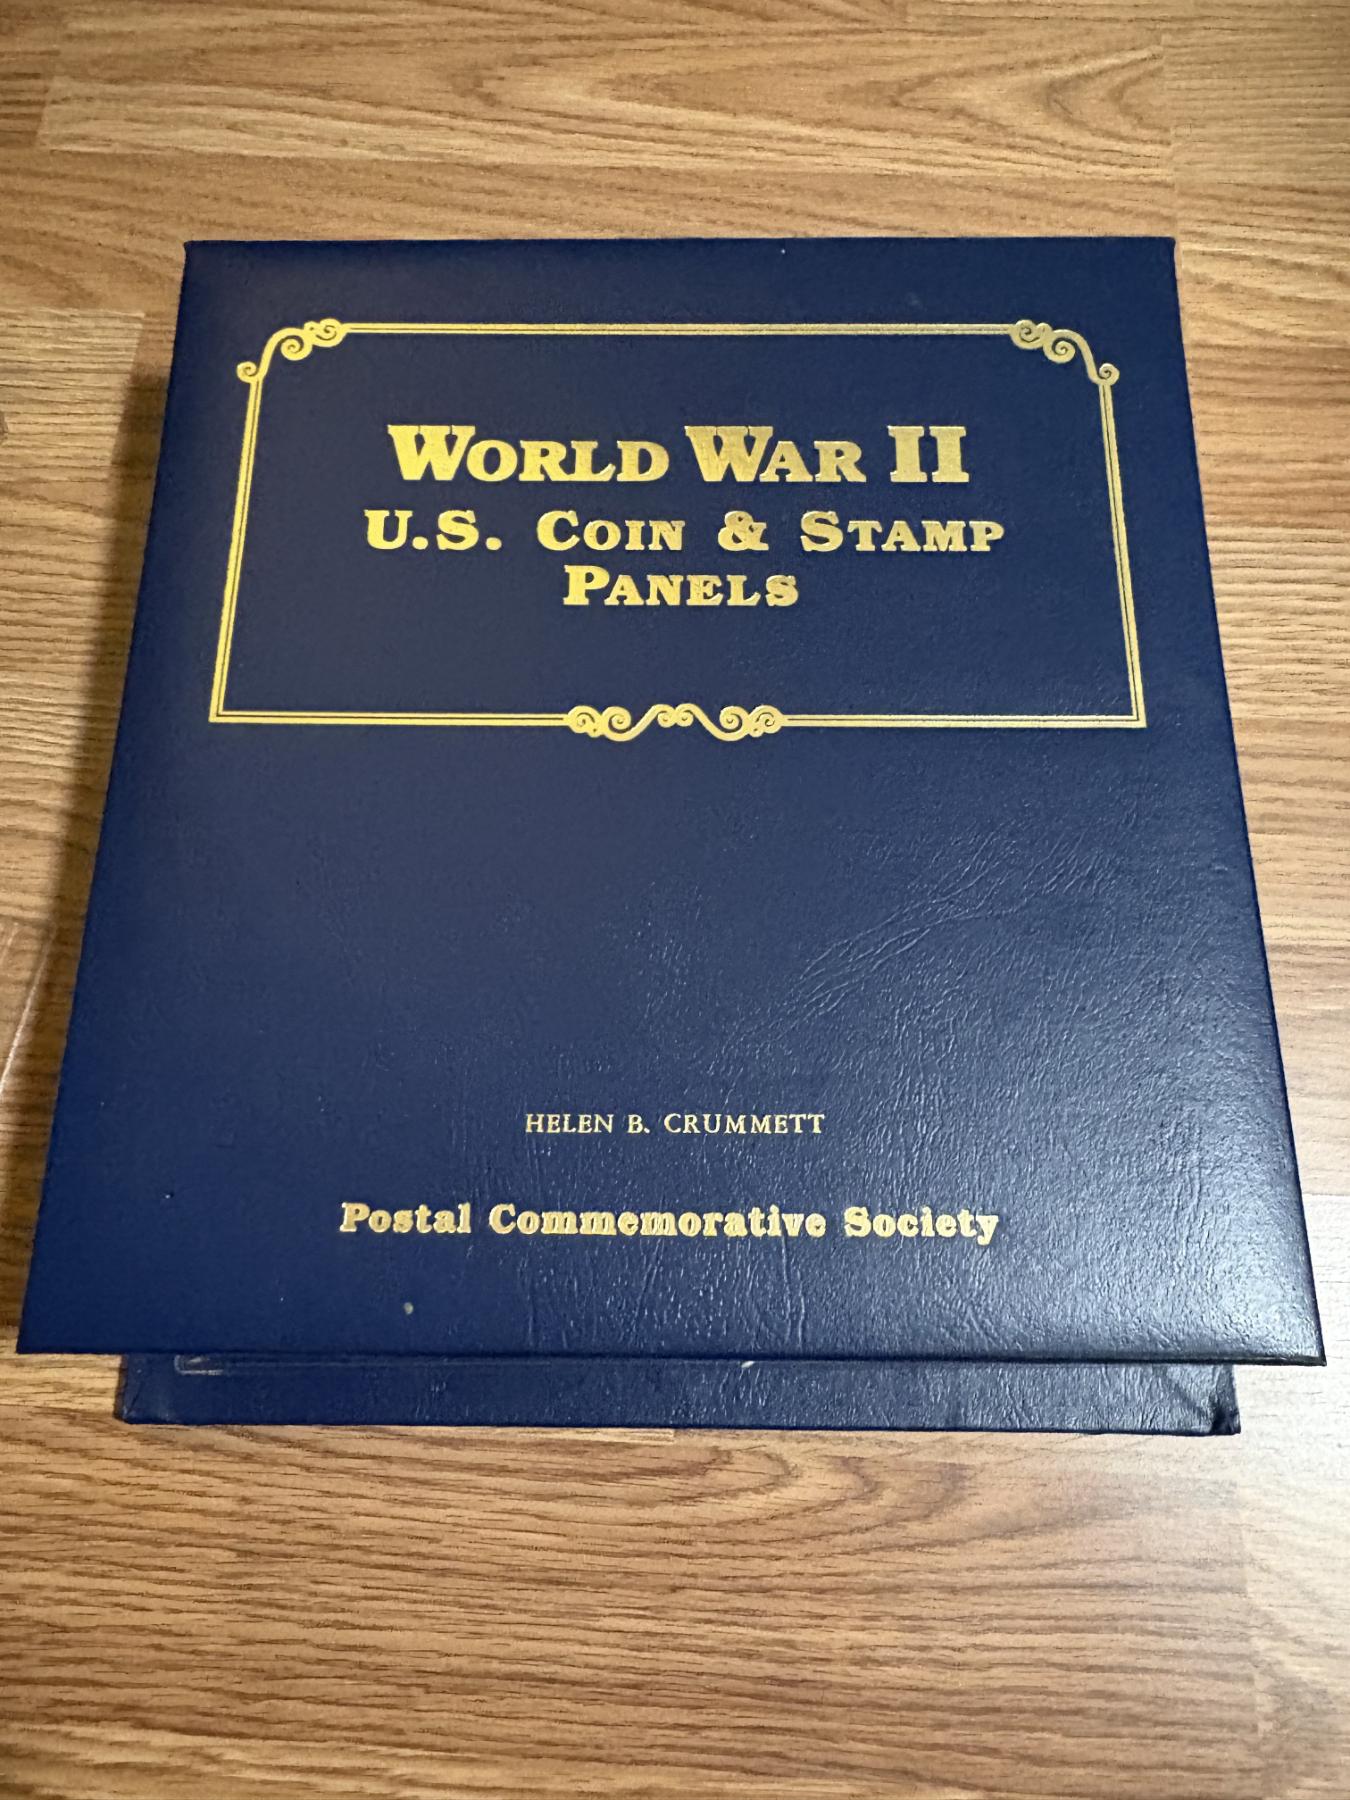 WORLD WAR II
U.S. COIN & STAMP
PANELS
HELEN B. CRUMMETT
Postal Commemorative Society